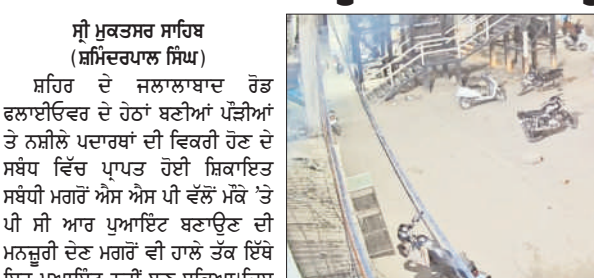 ਸ੍ਰੀ ਮੁਕਤਸਰ ਸਾਹਿਬ
(ਸ਼ਮਿੰਦਰਪਾਲ ਸਿੰਘ)
ਸ਼ਹਿਰ ਦੇ ਜਲਾਲਾਬਾਦ ਰੋਡ
ਫਲਾਈਓਵਰ ਦੇ ਹੇਠਾਂ ਬਣੀਆਂ ਪੌੜੀਆਂ
ਤੇ ਨਸ਼ੀਲੇ ਪਦਾਰਥਾਂ ਦੀ ਵਿਕਰੀ ਹੋਣ ਦੇ
ਸਬੰਧ ਵਿੱਚ ਪ੍ਰਾਪਤ ਹੋਈ ਸ਼ਿਕਾਇਤ
ਸਬੰਧੀ ਮਗਰੋਂ ਐਸ ਐਸ ਪੀ ਵੱਲੋਂ ਮੌਕੇ 'ਤੇ
ਪੀ ਸੀ ਆਰ ਪੁਆਇੰਟ ਬਣਾਉਣ ਦੀ
ਮਨਜ਼ੂਰੀ ਦੇਣ ਮਗਰੋਂ ਵੀ ਹਾਲੇ ਤੱਕ ਇੱਥੇ